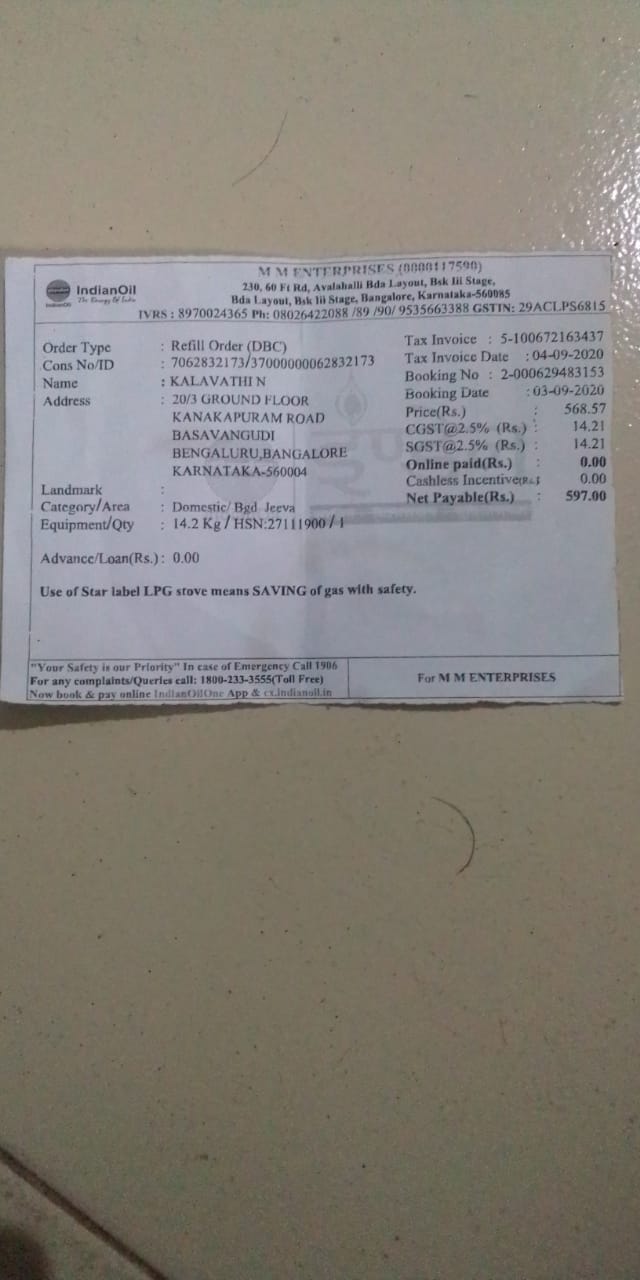 M M ENTERPRISES (0000117590)
IndianOil
The Energy of India
IndianOil
230, 60 Ft Rd, Avalahalli Bda Layout, Bsk Iii Stage,
Bda Layout, Bsk Iii Stage, Bangalore, Karnataka-560085
IVRS : 8970024365 Ph: 08026422088 /89 /90/ 9535663388 GSTIN: 29ACLPS6815
Order Type : Refill Order (DBC)
Cons No/ID : 7062832173/37000000062832173
Name : KALAVATHI N
Address : 20/3 GROUND FLOOR
KANAKAPURAM ROAD
BASAVANGUDI
BENGALURU,BANGALORE
KARNATAKA-560004
Landmark :
Category/Area : Domestic/ Bgd Jeeva
Equipment/Qty : 14.2 Kg / HSN:27111900 / 1
Advance/Loan(Rs.) : 0.00
Tax Invoice : 5-100672163437
Tax Invoice Date : 04-09-2020
Booking No : 2-000629483153
Booking Date : 03-09-2020
Price(Rs.) : 568.57
CGST@2.5% (Rs.) : 14.21
SGST@2.5% (Rs.) : 14.21
Online paid(Rs.) : 0.00
Cashless Incentive(Rs.) : 0.00
Net Payable(Rs.) : 597.00
Use of Star label LPG stove means SAVING of gas with safety.
"Your Safety is our Priority" In case of Emergency Call 1906
For any complaints/Queries call: 1800-233-3555(Toll Free)
Now book & pay online IndianOilOne App & cx.indianoil.in
For M M ENTERPRISES